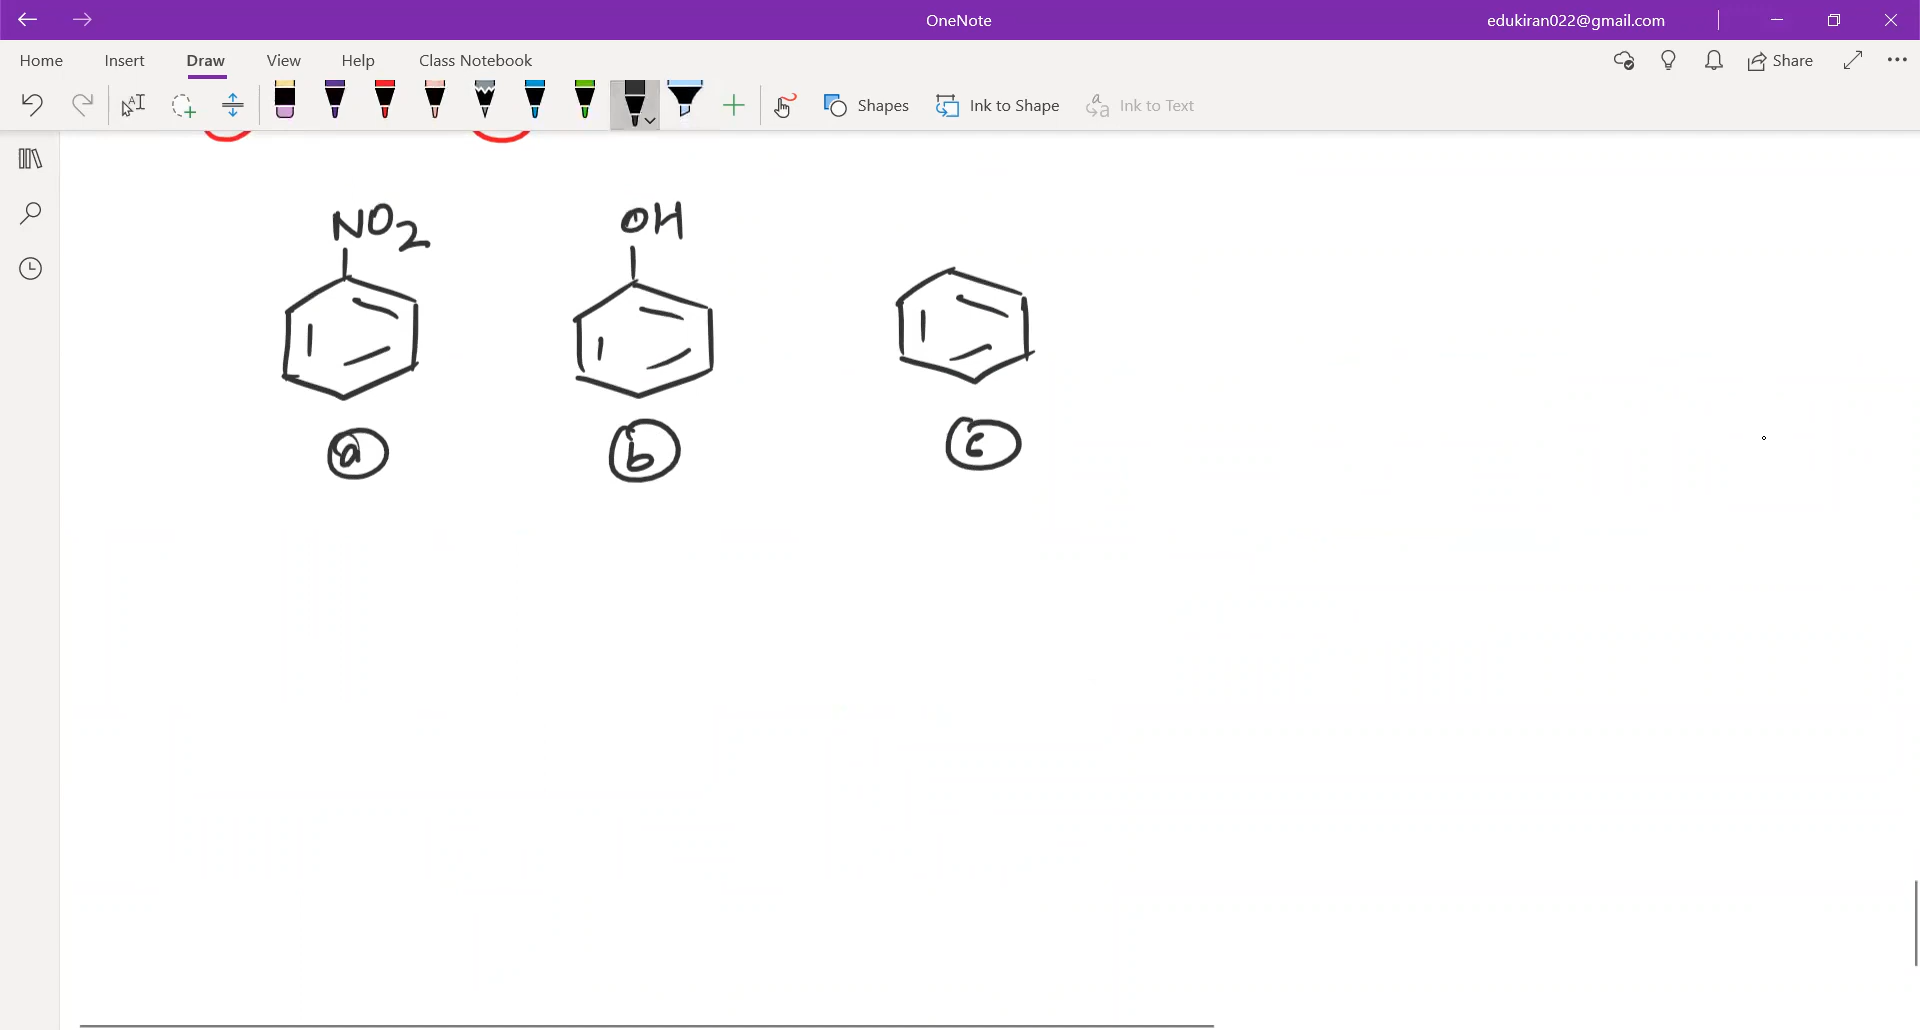 OneNote
edukiran022@gmail.com
Home Insert Draw View Help Class Notebook
Share
Shapes Ink to Shape Ink to Text
NO2 OH
a b c